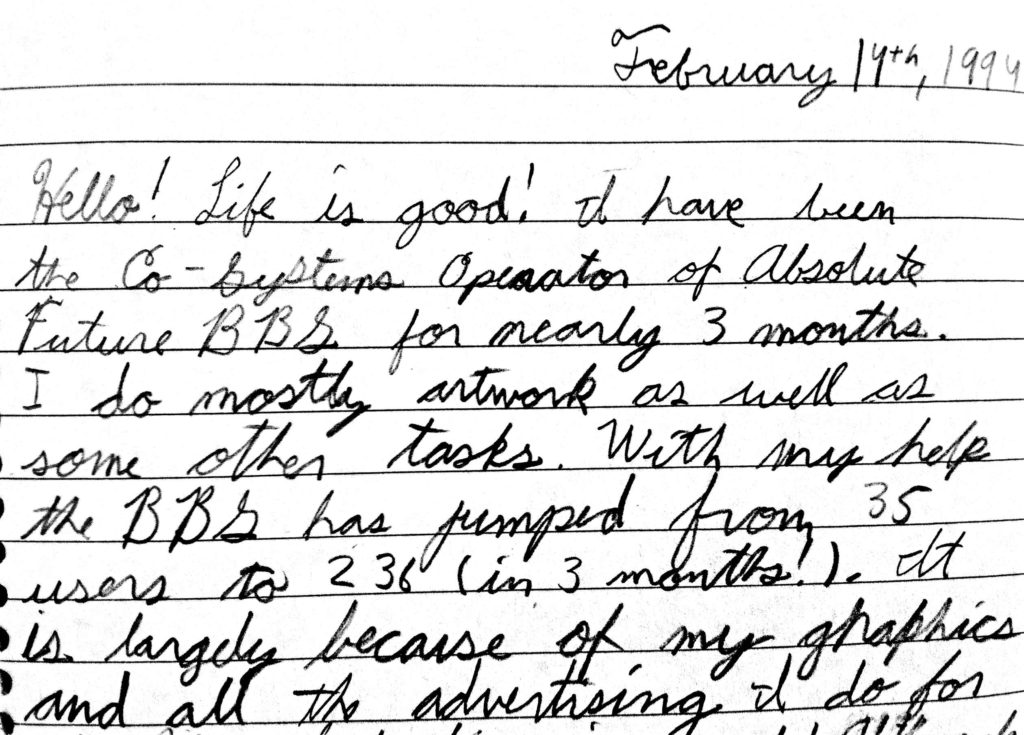 February 14th, 1994
Hello! Life is good! I have been
the Co-Systems Operator of Absolute
Future BBS for nearly 3 months.
I do mostly artwork as well as
some other tasks. With my help
the BBS has jumped from 35
users to 236 (in 3 months!). It
is largely because of my graphics
and all the advertising I do for